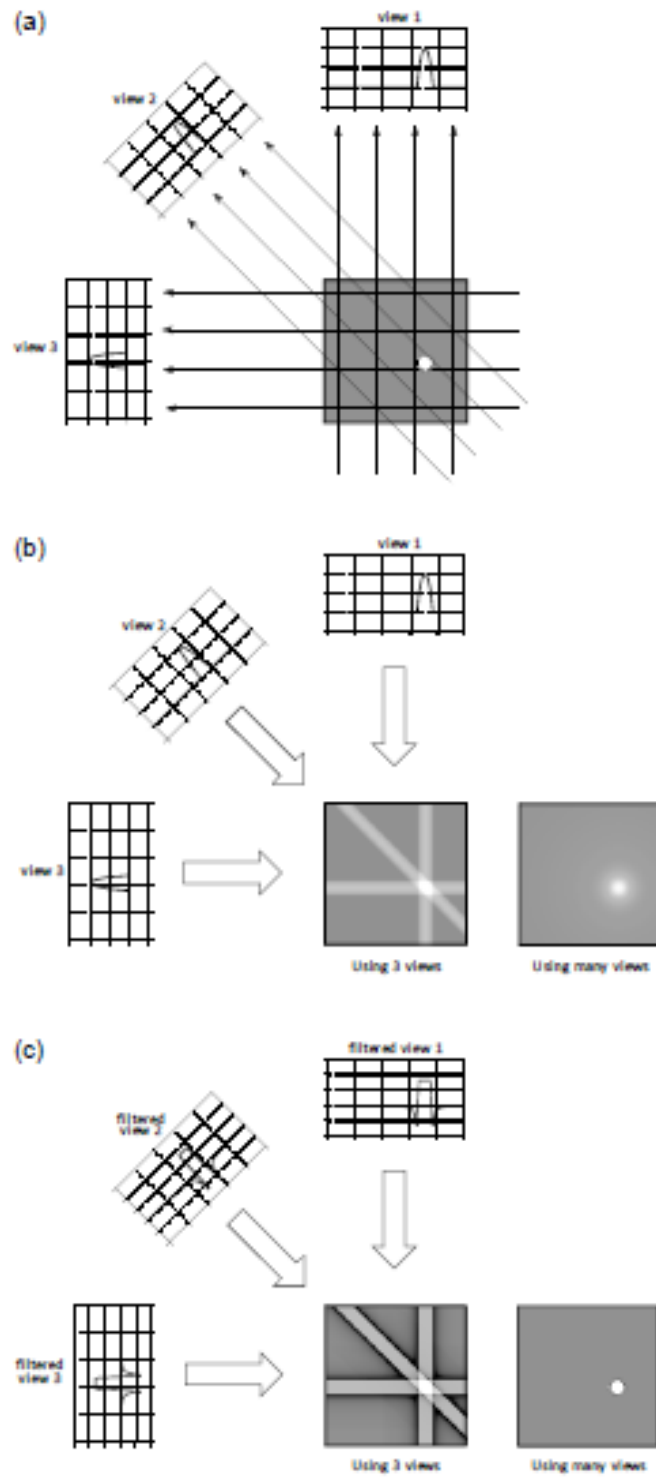 (a)
view 1
view 2
view 3
(b)
view 1
view 2
view 3
Using 3 views
Using many views
(c)
filtered view 1
filtered
view 2
filtered
view 3
Using 3 views
Using many views